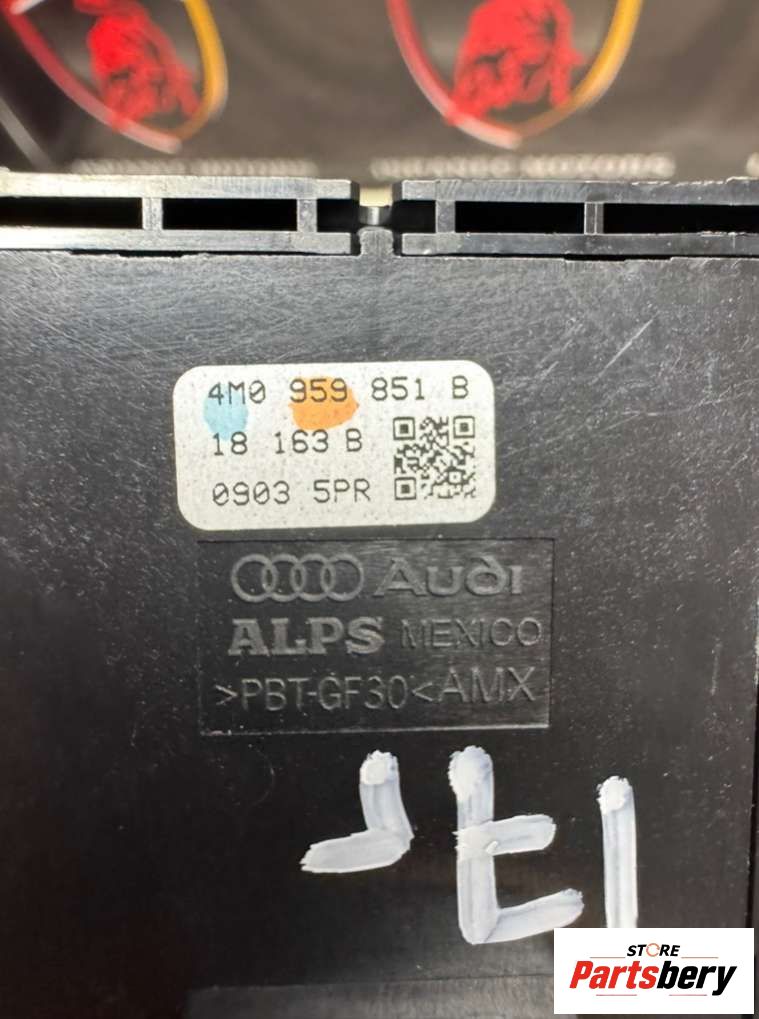 4M0 959 851 B
18 163 B
0903 5PR
Audi
ALPS MEXICO
>PBT-GF30<AMX
STORE
Partsbery